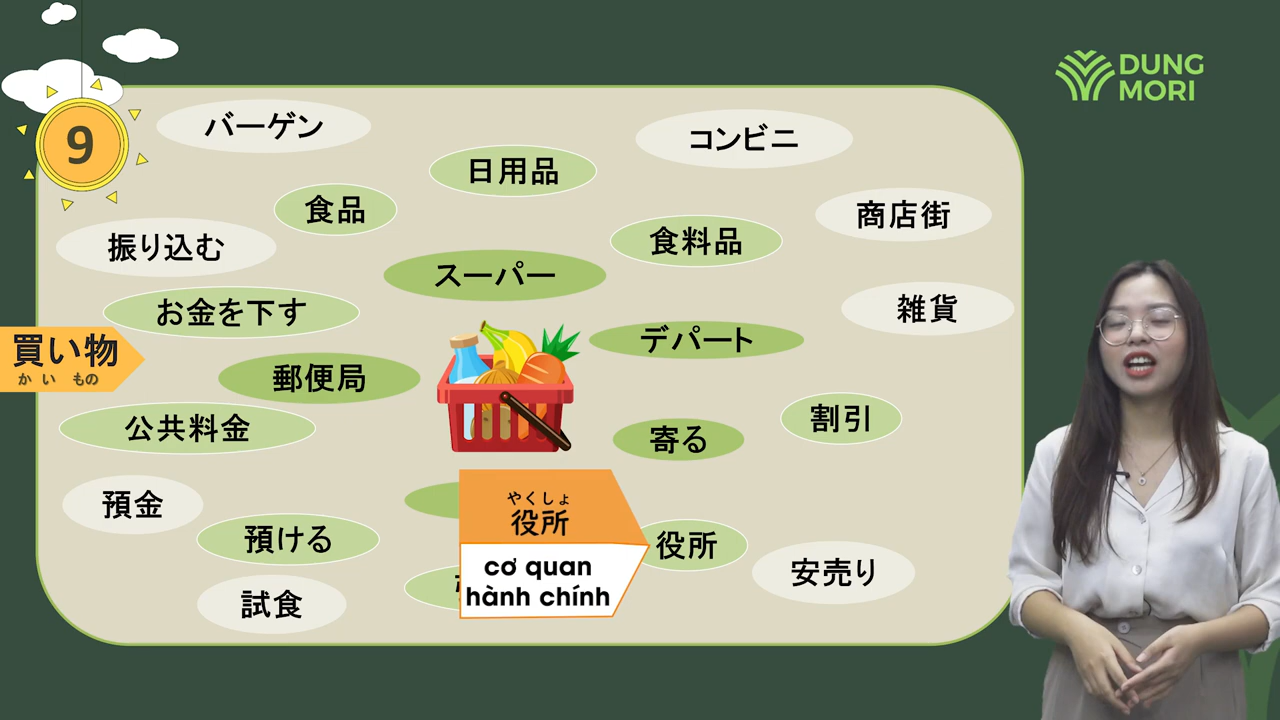 DUNG
MORI
9
バーゲン
コンビニ
日用品
食品
商店街
振り込む
食料品
スーパー
お金を下す
雑貨
デパート
買い物
かいもの
郵便局
公共料金
割引
寄る
預金
やくしょ
役所
cơ quan
hành chính
預ける
役所
安売り
試食